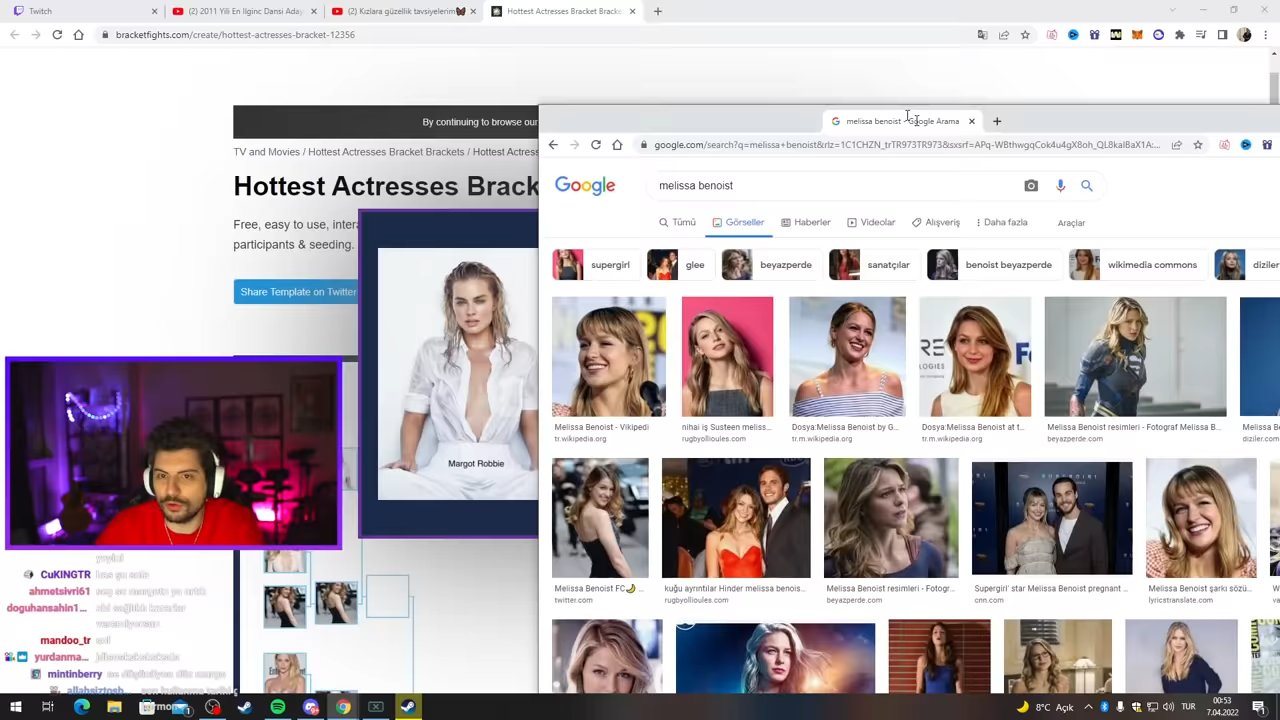 Twitch
(2) 2011 Yili En Ilginc Dansi Aday
(2) Kızlara güzellik tavsiyelerim
Hottest Actresses Bracket Bracke
bracketfights.com/create/hottest-actresses-bracket-12356
By continuing to browse our
TV and Movies / Hottest Actresses Bracket Brackets / Hottest Actress
Hottest Actresses Brack
Free, easy to use, intera
participants & seeding.
Share Template on Twitter
Margot Robbie
melissa benoist - Google Arama
google.com/search?q=melissa+benoist&rlz=1C1CHZN_trTR973TR973&sxsrf=APq-WBthwgqCok4u4gX8oh_QL8kaIBaX1A:...
Google
melissa benoist
Tümü
Görseller
Haberler
Videolar
Alışveriş
Daha fazla
Araçlar
supergirl
glee
beyazperde
sanatçılar
benoist beyazperde
wikimedia commons
diziler
Melissa Benoist - Vikipedi
tr.wikipedia.org
nihai iş Susteen meliss...
rugbyollioules.com
Dosya:Melissa Benoist by G...
tr.m.wikipedia.org
Dosya:Melissa Benoist at t...
tr.m.wikipedia.org
Melissa Benoist resimleri - Fotograf Melissa B...
beyazperde.com
Melissa Be
diziler.com
Melissa Benoist FC🌙 ...
twitter.com
kuğu ayrıntılar Hinder melissa benois...
rugbyollioules.com
Melissa Benoist resimleri - Fotogr...
beyazperde.com
Supergirl' star Melissa Benoist pregnant ...
cnn.com
Melissa Benoist şarkı sözü...
lyricstranslate.com
CuKINGTR
ahmetsivri61
doguhansahin1...
mandoo_tr
yurdanma...
mintinberry
allahsiztosb...
8°C Açık
TUR
00:53
7.04.2022